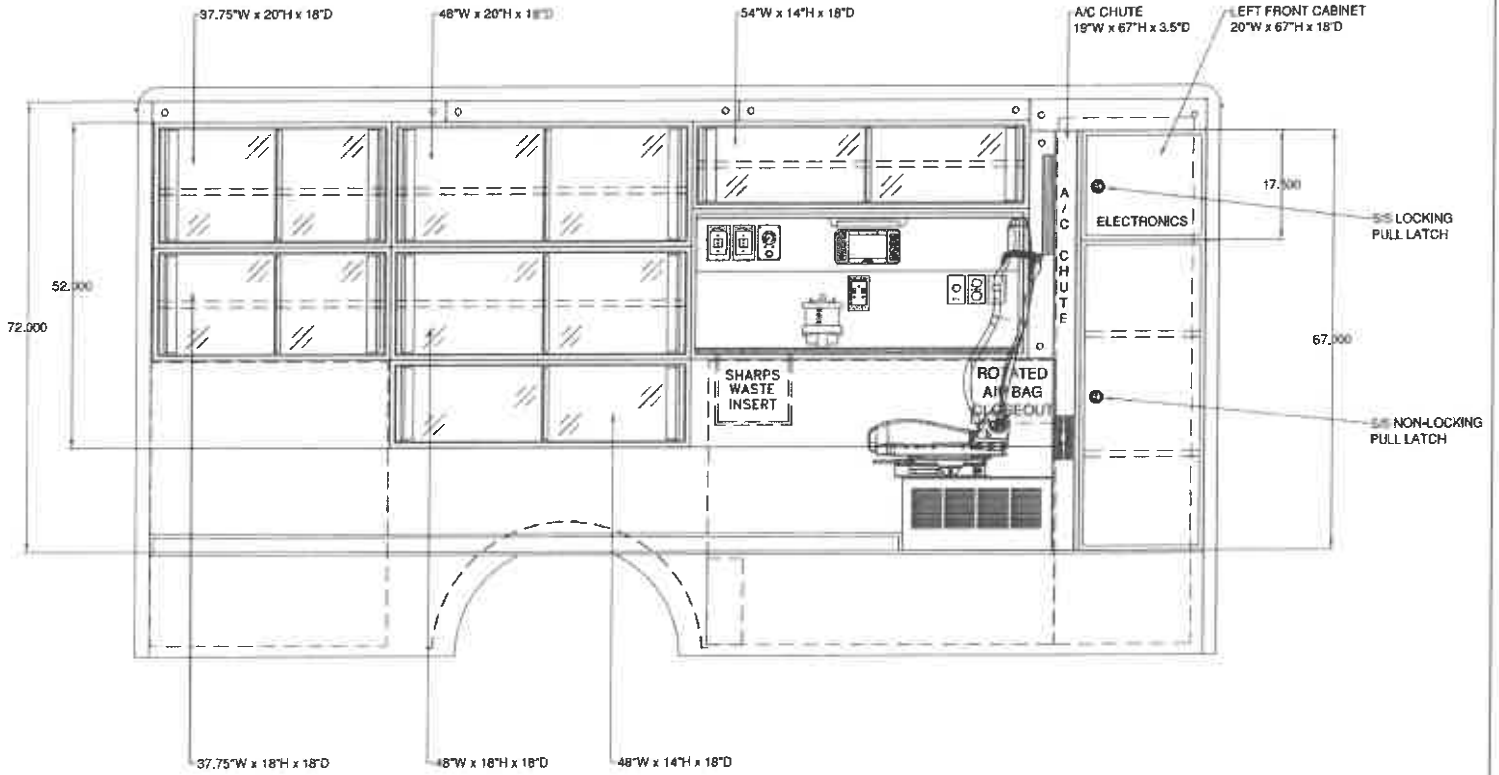 37.75"W x 20"H x 18"D
48"W x 20"H x
54"W x 14"H x 18"D
A/C CHUTE
19"W x 67"H x 3.5"D
LEFT FRONT CABINET
20"W x 67"H x 18"D
17.500
S/S LOCKING
PULL LATCH
ELECTRONICS
A/C CHUTE
52.000
72.000
67.000
SHARPS
WASTE
INSERT
ROTATED
AIR BAG
CLOSEOUT
S/S NON-LOCKING
PULL LATCH
37.75"W x 18"H x 18"D
48"W x 18"H x 18"D
48"W x 14"H x 18"D